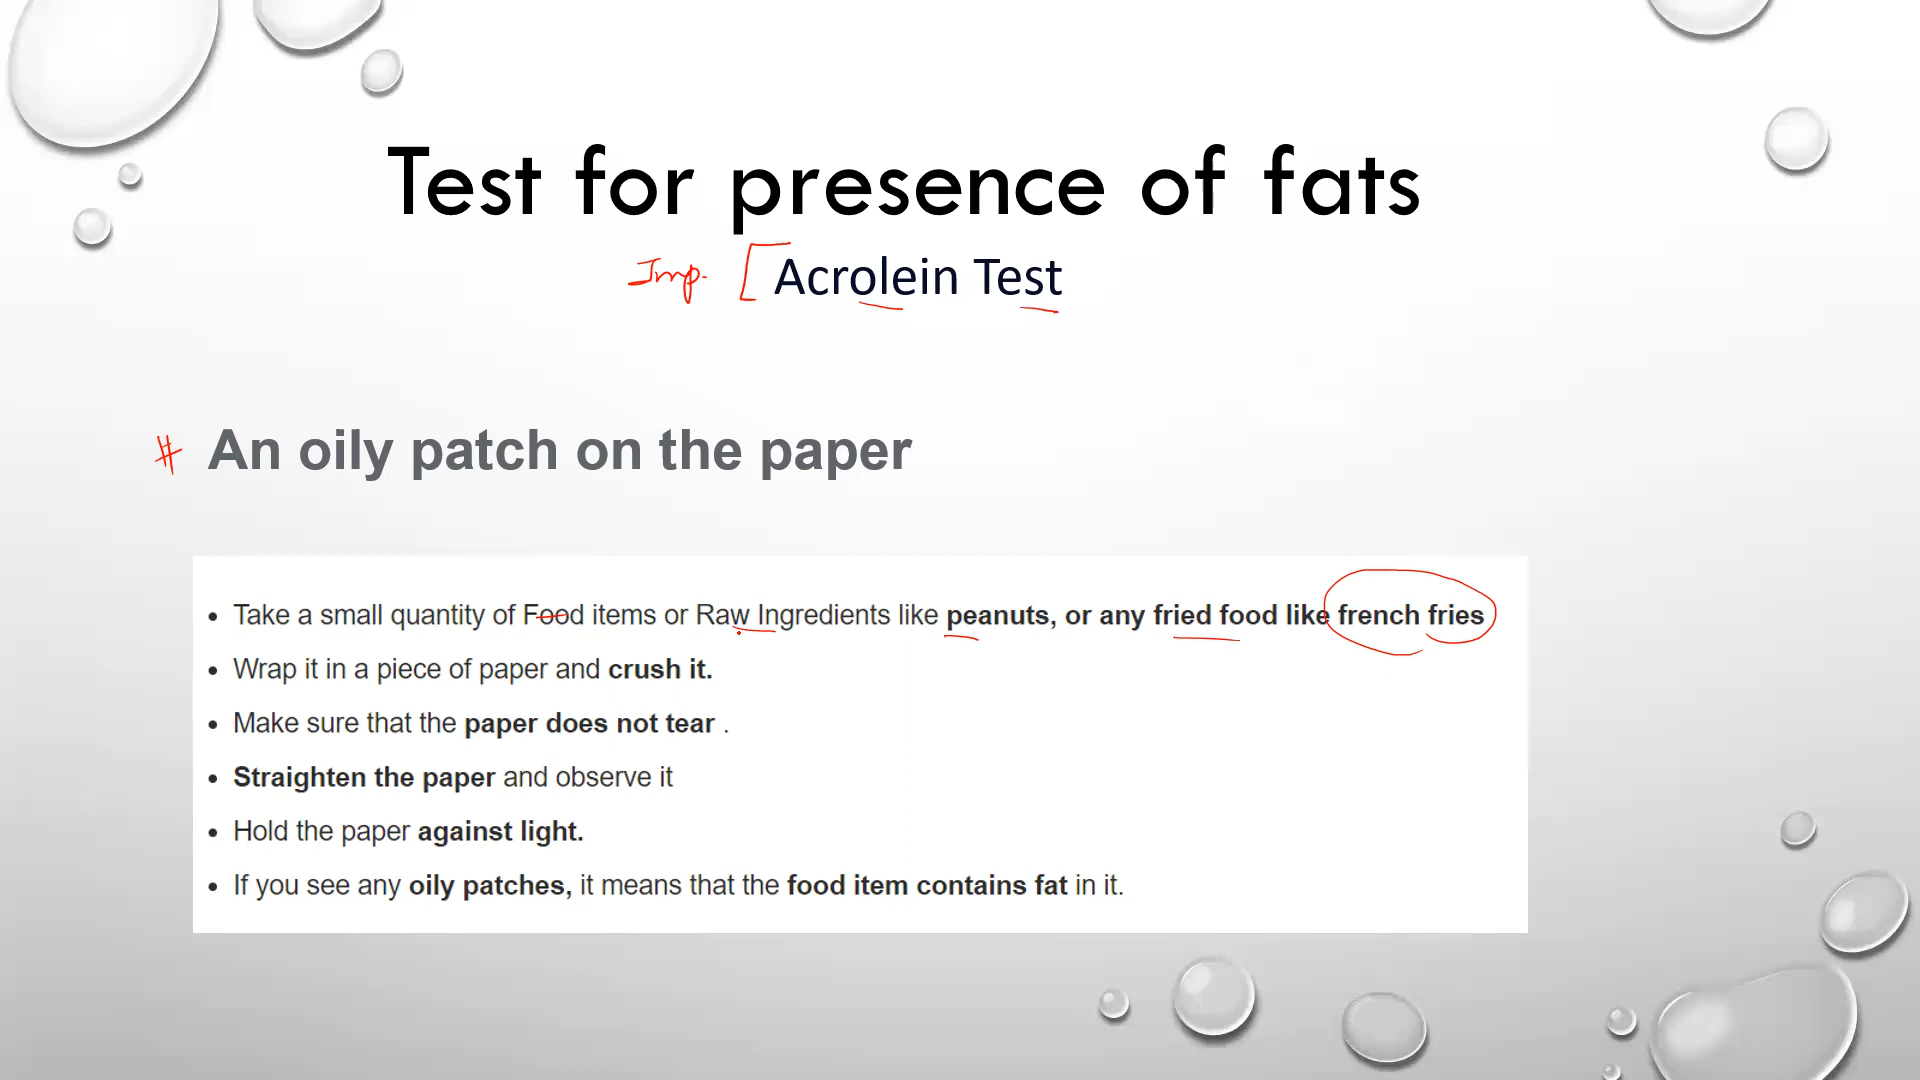 Test for presence of fats
Imp. [Acrolein Test
# An oily patch on the paper
• Take a small quantity of Food items or Raw Ingredients like peanuts, or any fried food like french fries
• Wrap it in a piece of paper and crush it.
• Make sure that the paper does not tear .
• Straighten the paper and observe it
• Hold the paper against light.
• If you see any oily patches, it means that the food item contains fat in it.